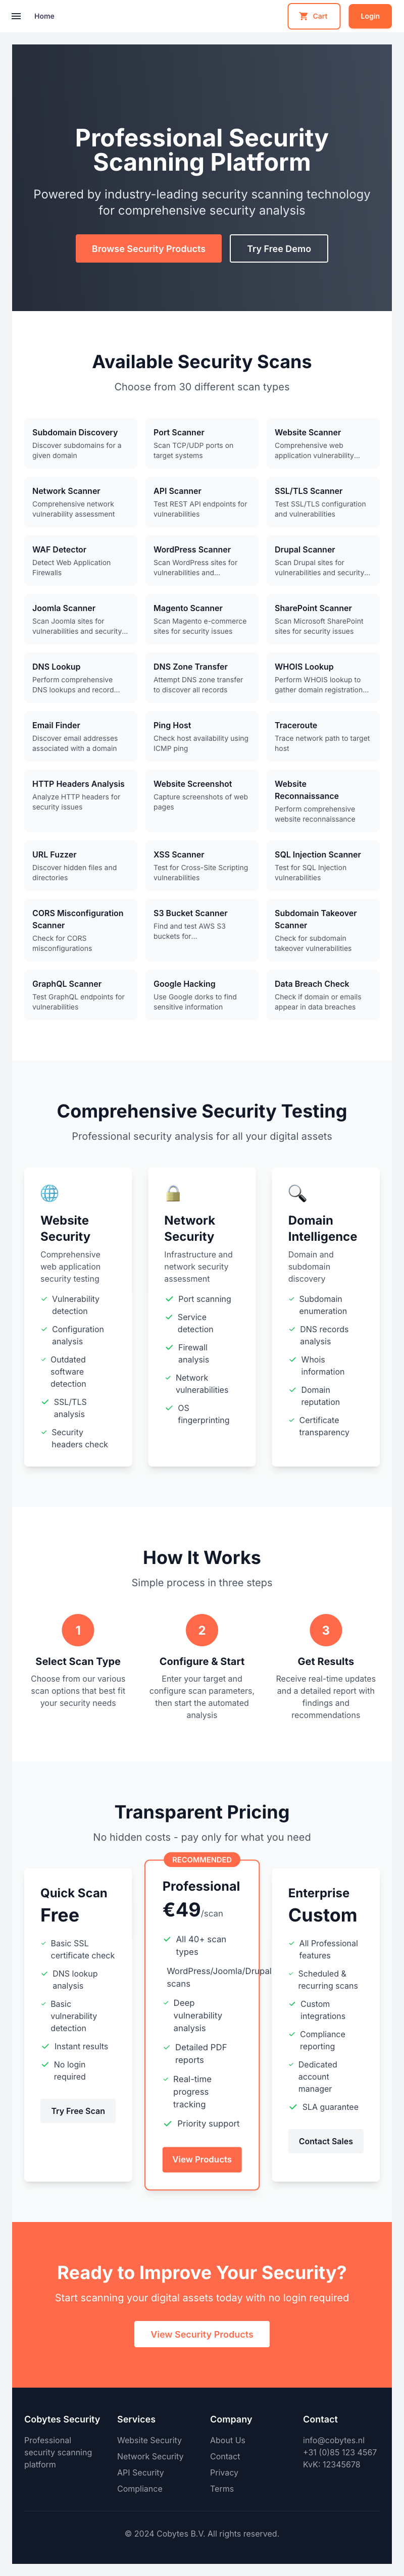 Home
Cart
Login
Professional Security
Scanning Platform
Powered by industry-leading security scanning technology
for comprehensive security analysis
Browse Security Products
Try Free Demo
Available Security Scans
Choose from 30 different scan types
Subdomain Discovery
Discover subdomains for a
given domain
Port Scanner
Scan TCP/UDP ports on
target systems
Website Scanner
Comprehensive web
application vulnerability...
Network Scanner
Comprehensive network
vulnerability assessment
API Scanner
Test REST API endpoints for
vulnerabilities
SSL/TLS Scanner
Test SSL/TLS configuration
and vulnerabilities
WAF Detector
Detect Web Application
Firewalls
WordPress Scanner
Scan WordPress sites for
vulnerabilities and...
Drupal Scanner
Scan Drupal sites for
vulnerabilities and security...
Joomla Scanner
Scan Joomla sites for
vulnerabilities and security...
Magento Scanner
Scan Magento e-commerce
sites for security issues
SharePoint Scanner
Scan Microsoft SharePoint
sites for security issues
DNS Lookup
Perform comprehensive
DNS lookups and record...
DNS Zone Transfer
Attempt DNS zone transfer
to discover all records
WHOIS Lookup
Perform WHOIS lookup to
gather domain registration...
Email Finder
Discover email addresses
associated with a domain
Ping Host
Check host availability using
ICMP ping
Traceroute
Trace network path to target
host
HTTP Headers Analysis
Analyze HTTP headers for
security issues
Website Screenshot
Capture screenshots of web
pages
Website
Reconnaissance
Perform comprehensive
website reconnaissance
URL Fuzzer
Discover hidden files and
directories
XSS Scanner
Test for Cross-Site Scripting
vulnerabilities
SQL Injection Scanner
Test for SQL Injection
vulnerabilities
CORS Misconfiguration
Scanner
Check for CORS
misconfigurations
S3 Bucket Scanner
Find and test AWS S3
buckets for...
Subdomain Takeover
Scanner
Check for subdomain
takeover vulnerabilities
GraphQL Scanner
Test GraphQL endpoints for
vulnerabilities
Google Hacking
Use Google dorks to find
sensitive information
Data Breach Check
Check if domain or emails
appear in data breaches
Comprehensive Security Testing
Professional security analysis for all your digital assets
Website
Security
Comprehensive
web application
security testing
Vulnerability
detection
Configuration
analysis
Outdated
software
detection
SSL/TLS
analysis
Security
headers check
Network
Security
Infrastructure and
network security
assessment
Port scanning
Service
detection
Firewall
analysis
Network
vulnerabilities
OS
fingerprinting
Domain
Intelligence
Domain and
subdomain
discovery
Subdomain
enumeration
DNS records
analysis
Whois
information
Domain
reputation
Certificate
transparency
How It Works
Simple process in three steps
1
Select Scan Type
Choose from our various
scan options that best fit
your security needs
2
Configure & Start
Enter your target and
configure scan parameters,
then start the automated
analysis
3
Get Results
Receive real-time updates
and a detailed report with
findings and
recommendations
Transparent Pricing
No hidden costs - pay only for what you need
Quick Scan
Free
Basic SSL
certificate check
DNS lookup
analysis
Basic
vulnerability
detection
Instant results
No login
required
Try Free Scan
RECOMMENDED
Professional
€49/scan
All 40+ scan
types
WordPress/Joomla/Drupal
scans
Deep
vulnerability
analysis
Detailed PDF
reports
Real-time
progress
tracking
Priority support
View Products
Enterprise
Custom
All Professional
features
Scheduled &
recurring scans
Custom
integrations
Compliance
reporting
Dedicated
account
manager
SLA guarantee
Contact Sales
Ready to Improve Your Security?
Start scanning your digital assets today with no login required
View Security Products
Cobytes Security
Professional
security scanning
platform
Services
Website Security
Network Security
API Security
Compliance
Company
About Us
Contact
Privacy
Terms
Contact
info@cobytes.nl
+31 (0)85 123 4567
KvK: 12345678
© 2024 Cobytes B.V. All rights reserved.